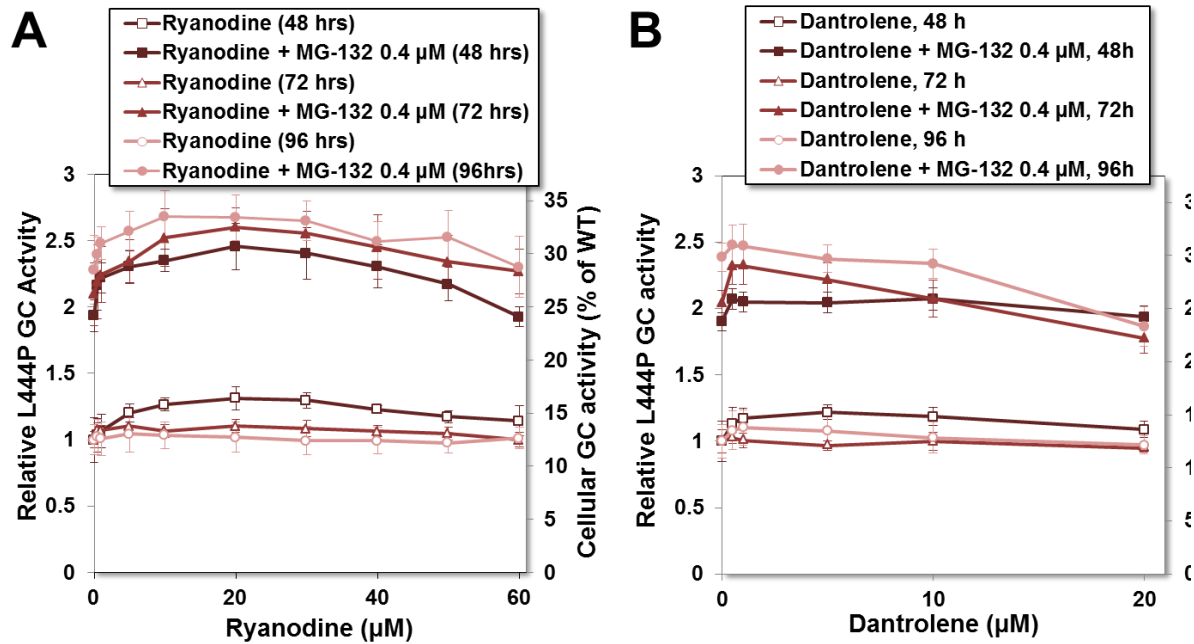 A
Ryanodine (48 hrs)
Ryanodine + MG-132 0.4 µM (48 hrs)
Ryanodine (72 hrs)
Ryanodine + MG-132 0.4 µM (72 hrs)
Ryanodine (96 hrs)
Ryanodine + MG-132 0.4 µM (96hrs)
Relative L444P GC Actvity
3
2.5
2
1.5
1
0.5
0
35
30
25
20
15
10
5
0
Cellular GC activity (% of WT)
0
20
40
60
Ryanodine (µM)
B
Dantrolene, 48 h
Dantrolene + MG-132 0.4 µM, 48h
Dantrolene, 72 h
Dantrolene + MG-132 0.4 µM, 72h
Dantrolene, 96 h
Dantrolene + MG-132 0.4 µM, 96h
Relative L444P GC activity
3
2.5
2
1.5
1
0.5
0
0
10
20
Dantrolene (µM)